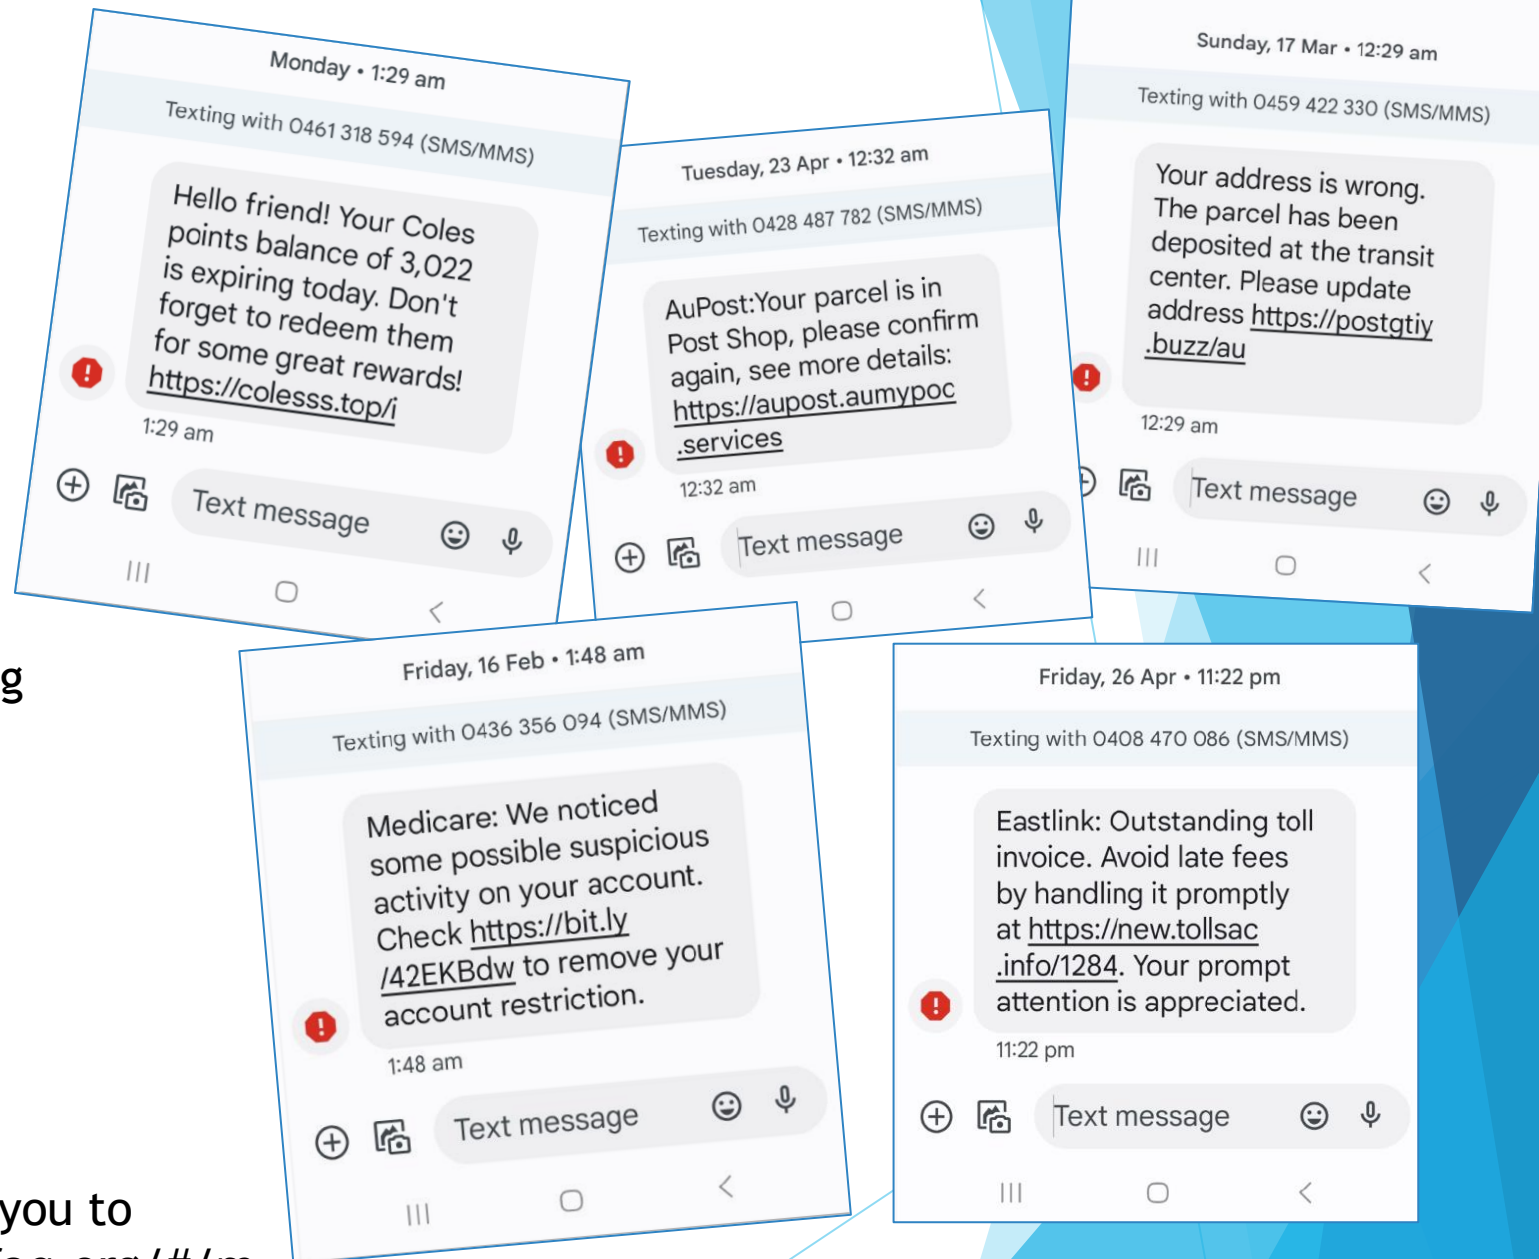 Monday • 1:29 am
Texting with 0461 318 594 (SMS/MMS)
Hello friend! Your Coles
points balance of 3,022
is expiring today. Don't
forget to redeem them
for some great rewards!
https://colesss.top/i
1:29 am
Text message
Tuesday, 23 Apr • 12:32 am
Texting with 0428 487 782 (SMS/MMS)
AuPost:Your parcel is in
Post Shop, please confirm
again, see more details:
https://aupost.aumypoc
.services
12:32 am
Text message
Sunday, 17 Mar • 12:29 am
Texting with 0459 422 330 (SMS/MMS)
Your address is wrong.
The parcel has been
deposited at the transit
center. Please update
address https://postgtiy
.buzz/au
12:29 am
Text message
g
Friday, 16 Feb • 1:48 am
Texting with 0436 356 094 (SMS/MMS)
Medicare: We noticed
some possible suspicious
activity on your account.
Check https://bit.ly
/42EKBdw to remove your
account restriction.
1:48 am
Text message
Friday, 26 Apr • 11:22 pm
Texting with 0408 470 086 (SMS/MMS)
Eastlink: Outstanding toll
invoice. Avoid late fees
by handling it promptly
at https://new.tollsac
.info/1284. Your prompt
attention is appreciated.
11:22 pm
Text message
you to